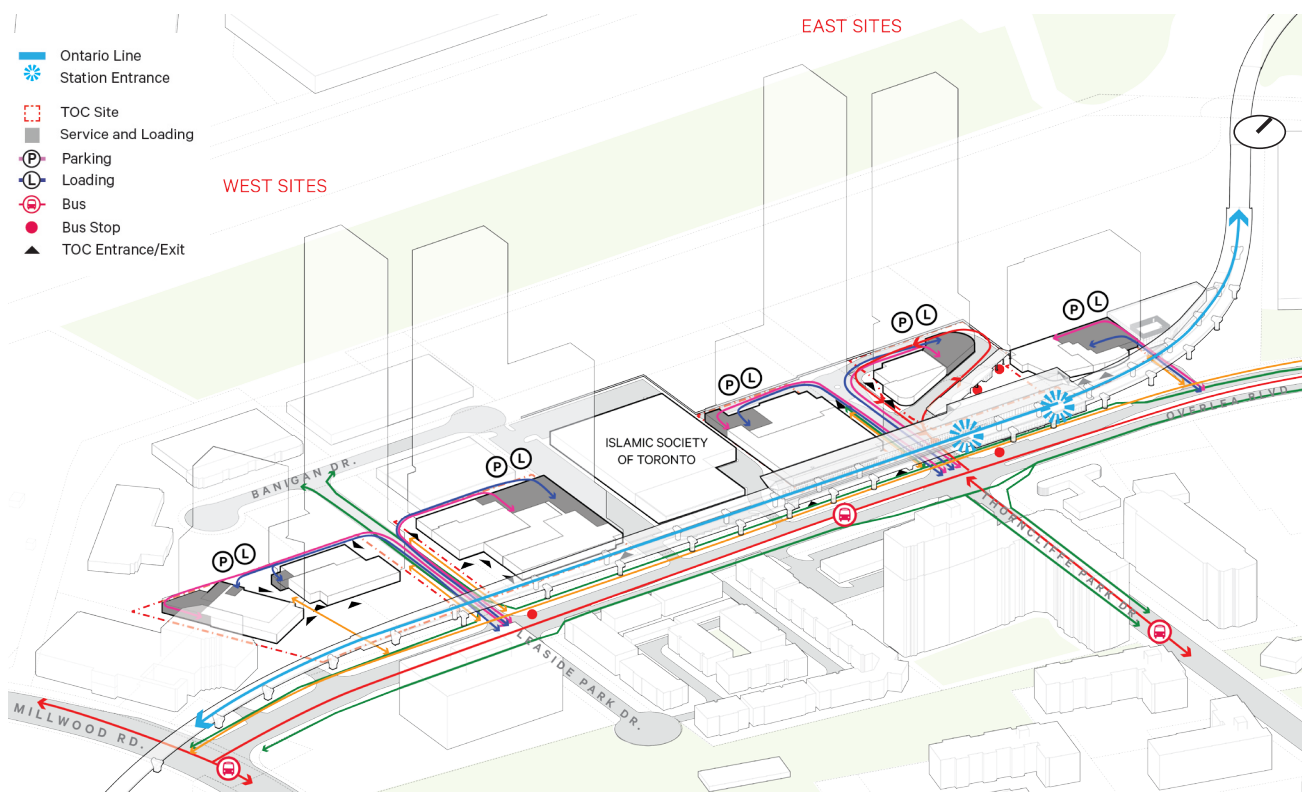 EAST SITES
Ontario Line
Station Entrance
TOC Site
Service and Loading
P Parking
L Loading
Bus
Bus Stop
TOC Entrance/Exit
WEST SITES
P L
P L
P L
ISLAMIC SOCIETY
OF TORONTO
OVERLEA BLVD.
P L
BANIGAN DR.
THORNCLIFFE PARK DR.
P L
LEASIDE PARK DR.
MILLWOOD RD.